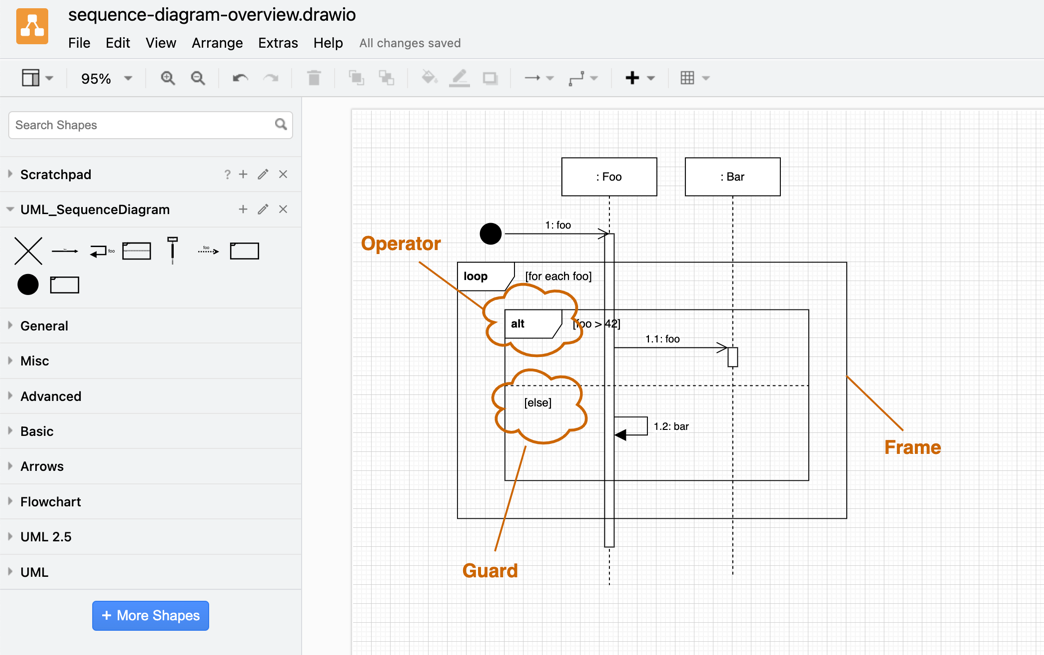 sequence-diagram-overview.drawio
File Edit View Arrange Extras Help All changes saved
95%
Search Shapes
Scratchpad ?
UML_SequenceDiagram
General
Misc
Advanced
Basic
Arrows
Flowchart
UML 2.5
UML
+ More Shapes
: Foo
: Bar
1: foo
Operator
loop [for each foo]
alt [foo > 42]
1.1: foo
[else]
1.2: bar
Frame
Guard